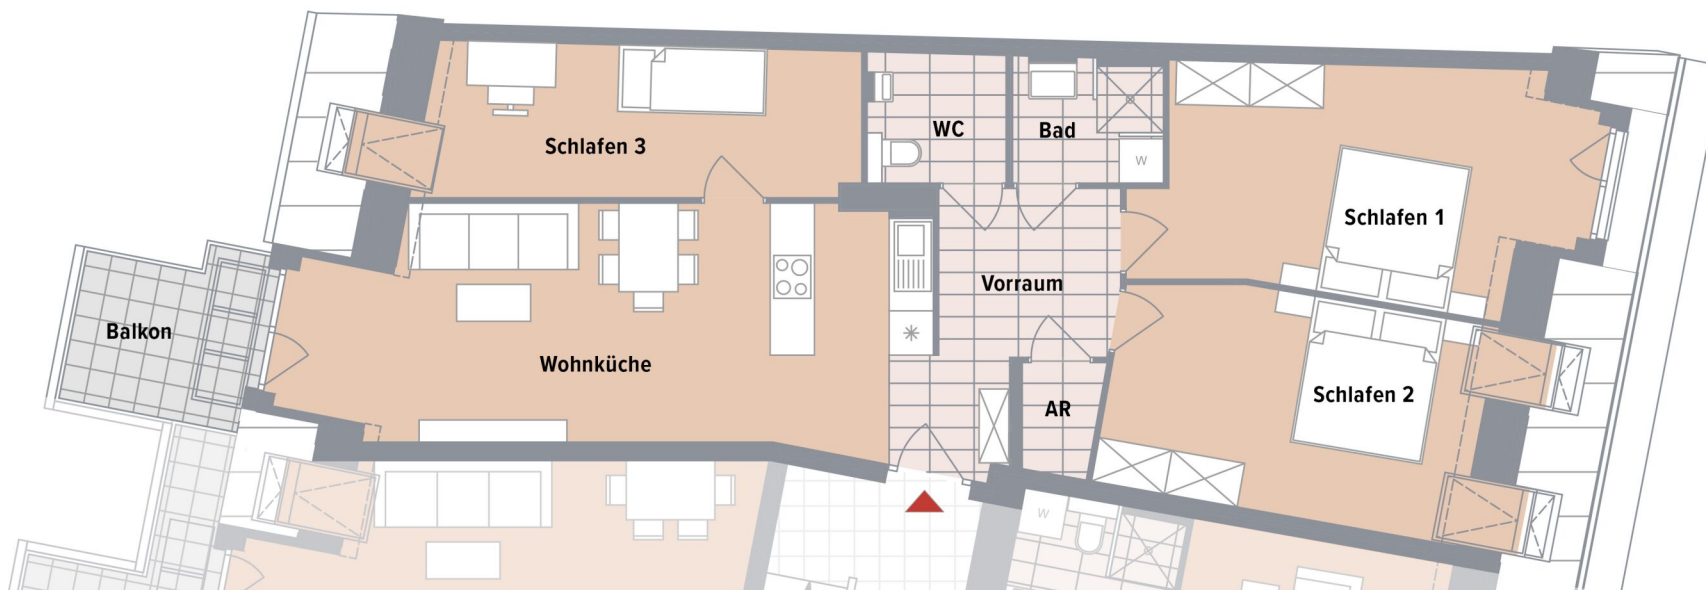 WC
Bad
Schlafen 3
W
Schlafen 1
Vorraum
Balkon
Wohnküche
Schlafen 2
AR
W